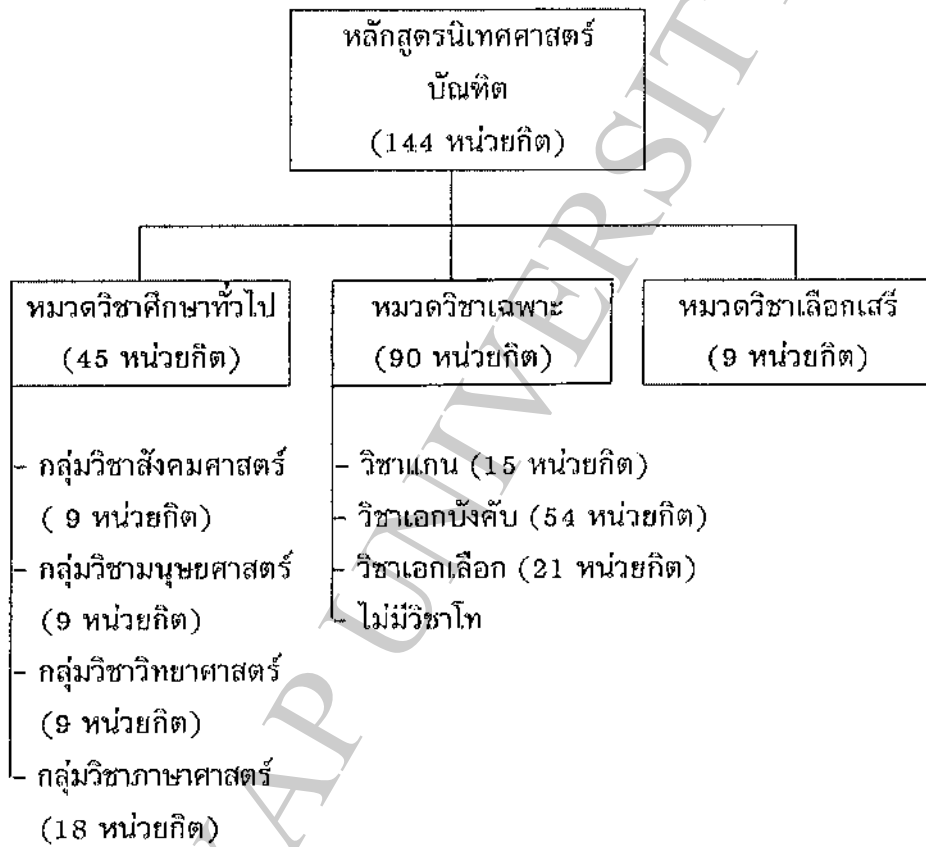 หลักสูตรนิเทศศาสตร์
บัณฑิต
(144 หน่วยกิต)
หมวดวิชาศึกษาทั่วไป
(45 หน่วยกิต)
- กลุ่มวิชาสังคมศาสตร์
( 9 หน่วยกิต)
- กลุ่มวิชามนุษยศาสตร์
(9 หน่วยกิต)
- กลุ่มวิชาวิทยาศาสตร์
(9 หน่วยกิต)
- กลุ่มวิชาภาษาศาสตร์
(18 หน่วยกิต)
หมวดวิชาเฉพาะ
(90 หน่วยกิต)
- วิชาแกน (15 หน่วยกิต)
- วิชาเอกบังคับ (54 หน่วยกิต)
- วิชาเอกเลือก (21 หน่วยกิต)
- ไม่มีวิชาโท
หมวดวิชาเลือกเสรี
(9 หน่วยกิต)